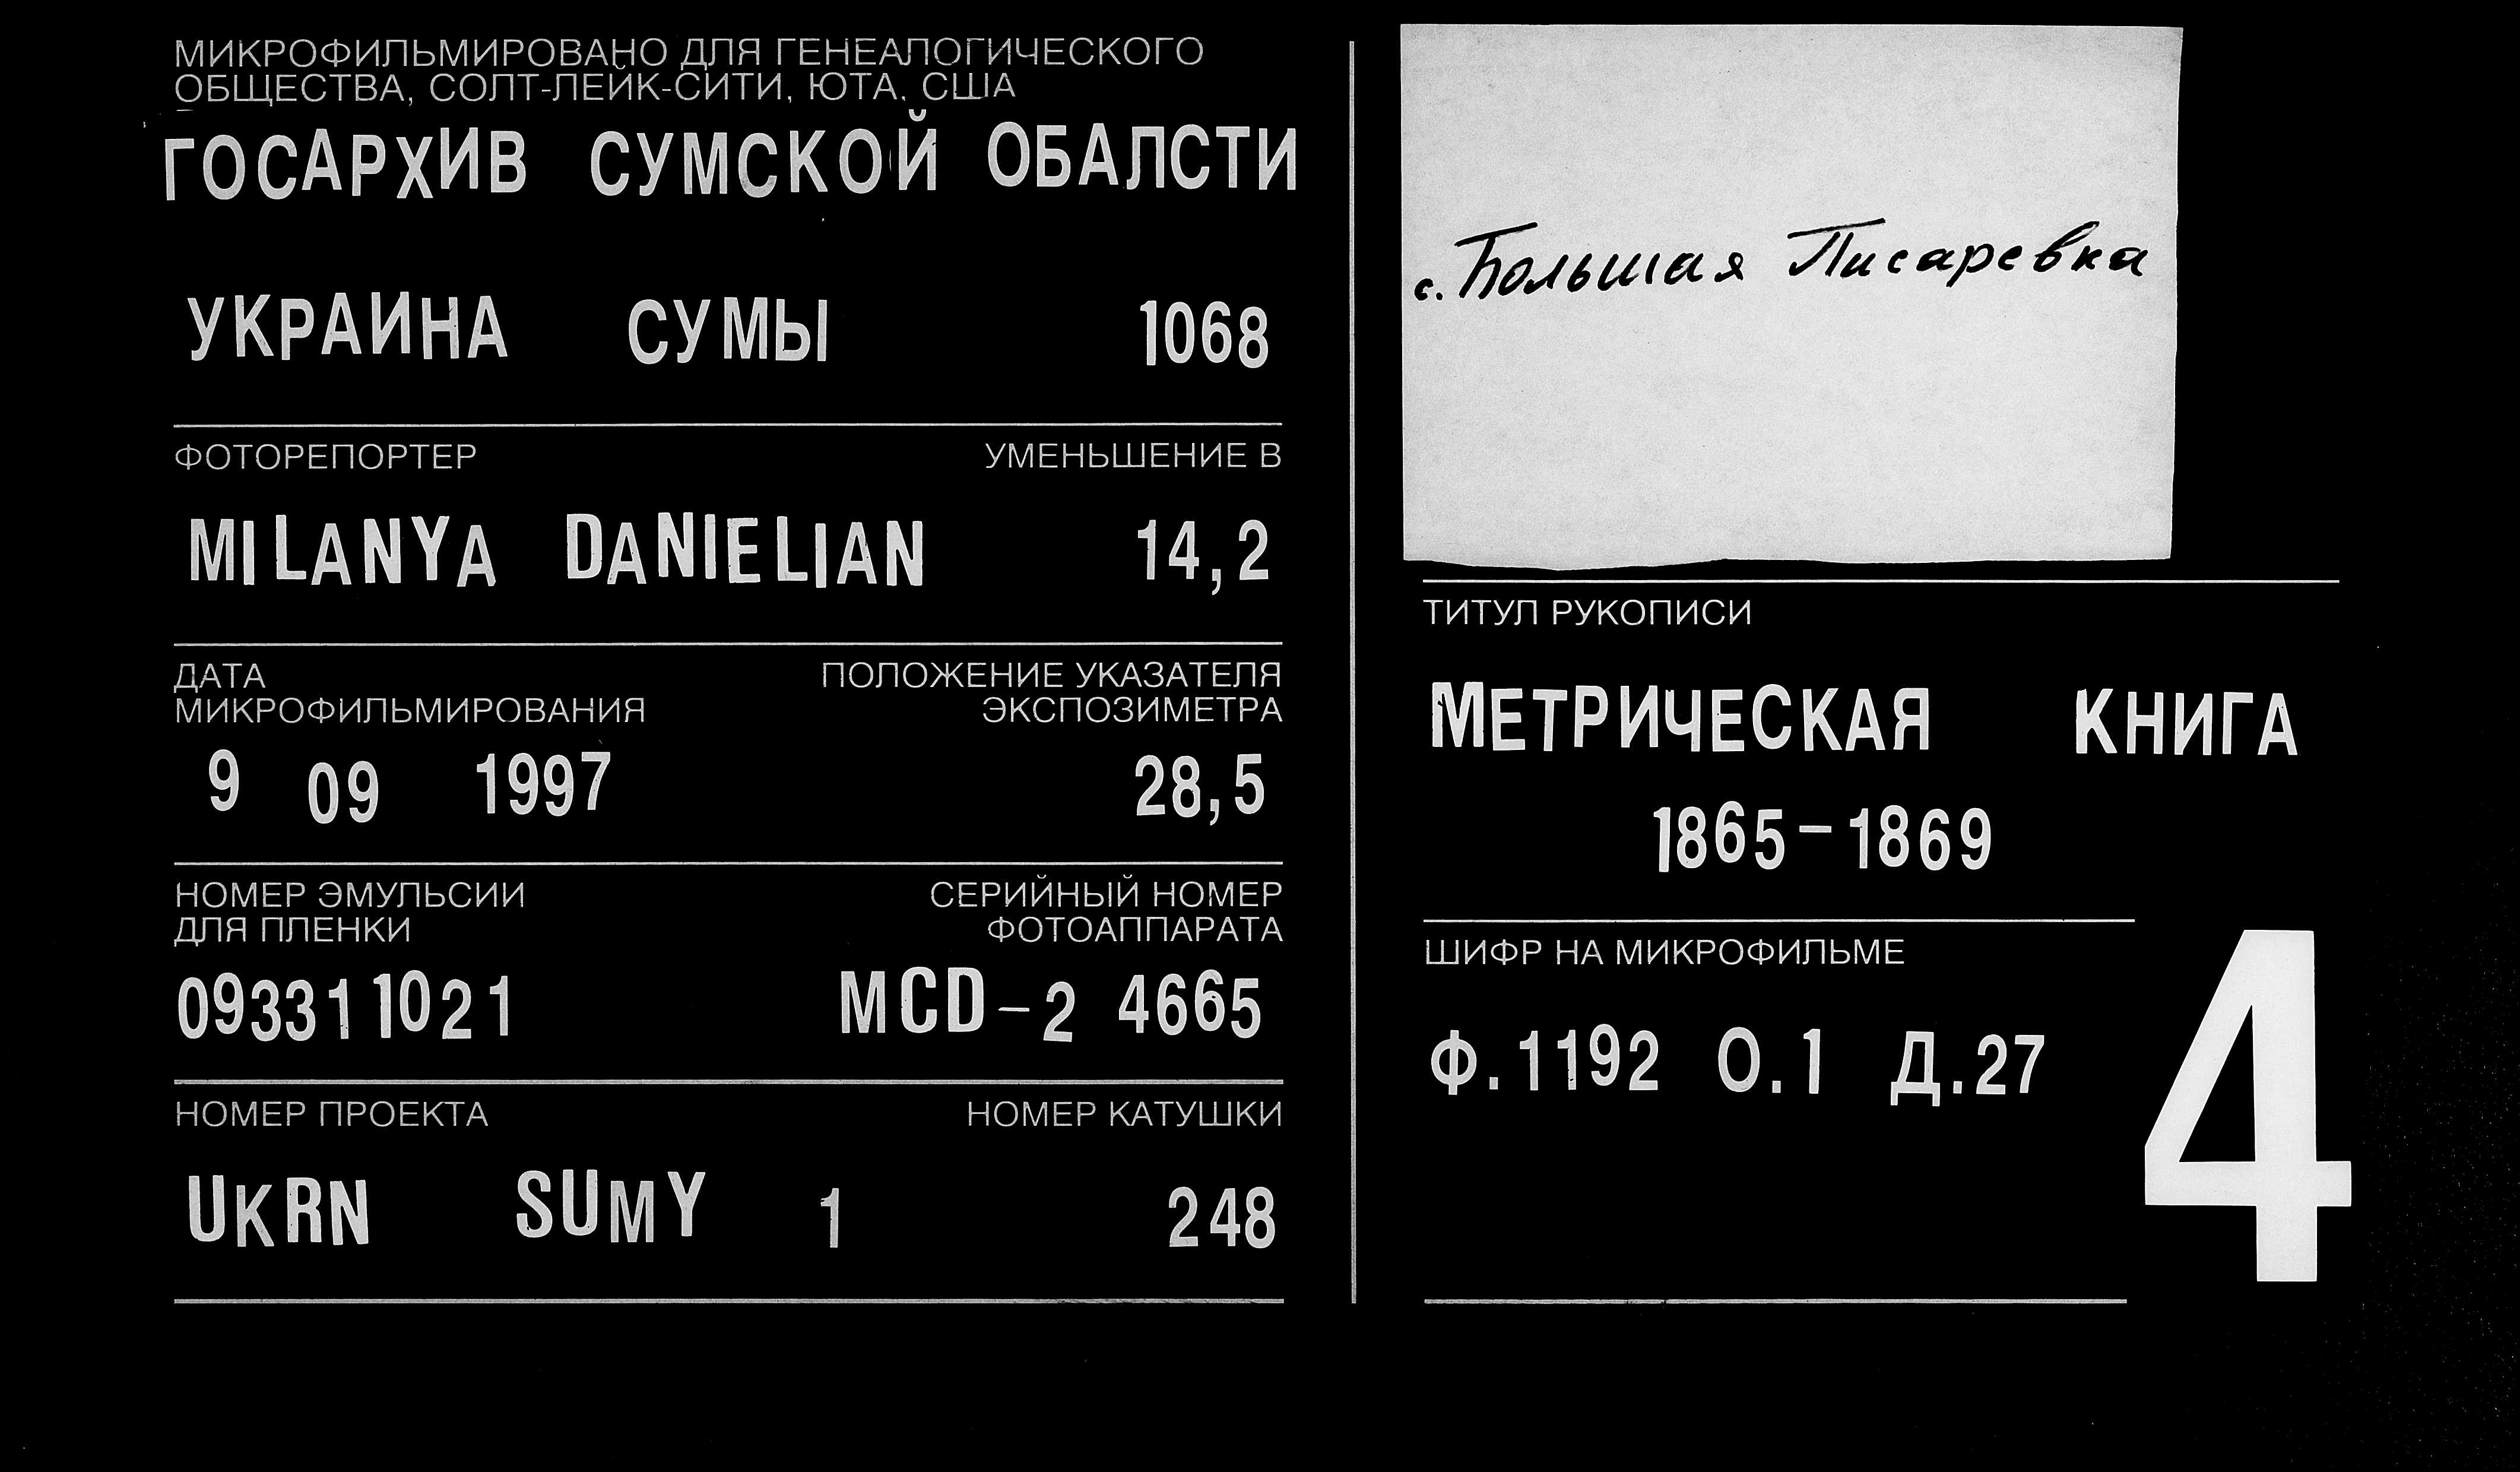 МИКРОФИЛЬМИРОВАНО ДЛЯ ГЕНЕАЛОГИЧЕСКОГО
ОБЩЕСТВА, СОЛТ-ЛЕЙК-СИТИ, ЮТА, США
ГОСАРХИВ СУМСКОЙ ОБАЛСТИ
УКРАИНА СУМЫ 1068
ФОТОРЕПОРТЕР УМЕНЬШЕНИЕ В
MILANYA DANIELIAN 14,2
ДАТА ПОЛОЖЕНИЕ УКАЗАТЕЛЯ
МИКРОФИЛЬМИРОВАНИЯ ЭКСПОЗИМЕТРА
9 09 1997 28,5
НОМЕР ЭМУЛЬСИИ СЕРИЙНЫЙ НОМЕР
ДЛЯ ПЛЕНКИ ФОТОАППАРАТА
09331 1021 MCD-2 4665
НОМЕР ПРОЕКТА НОМЕР КАТУШКИ
UKRN SUMY 1 248
с. Большая Писаревка
ТИТУЛ РУКОПИСИ
МЕТРИЧЕСКАЯ КНИГА
1865-1869
ШИФР НА МИКРОФИЛЬМЕ
Ф.1192 О.1 Д.27
4